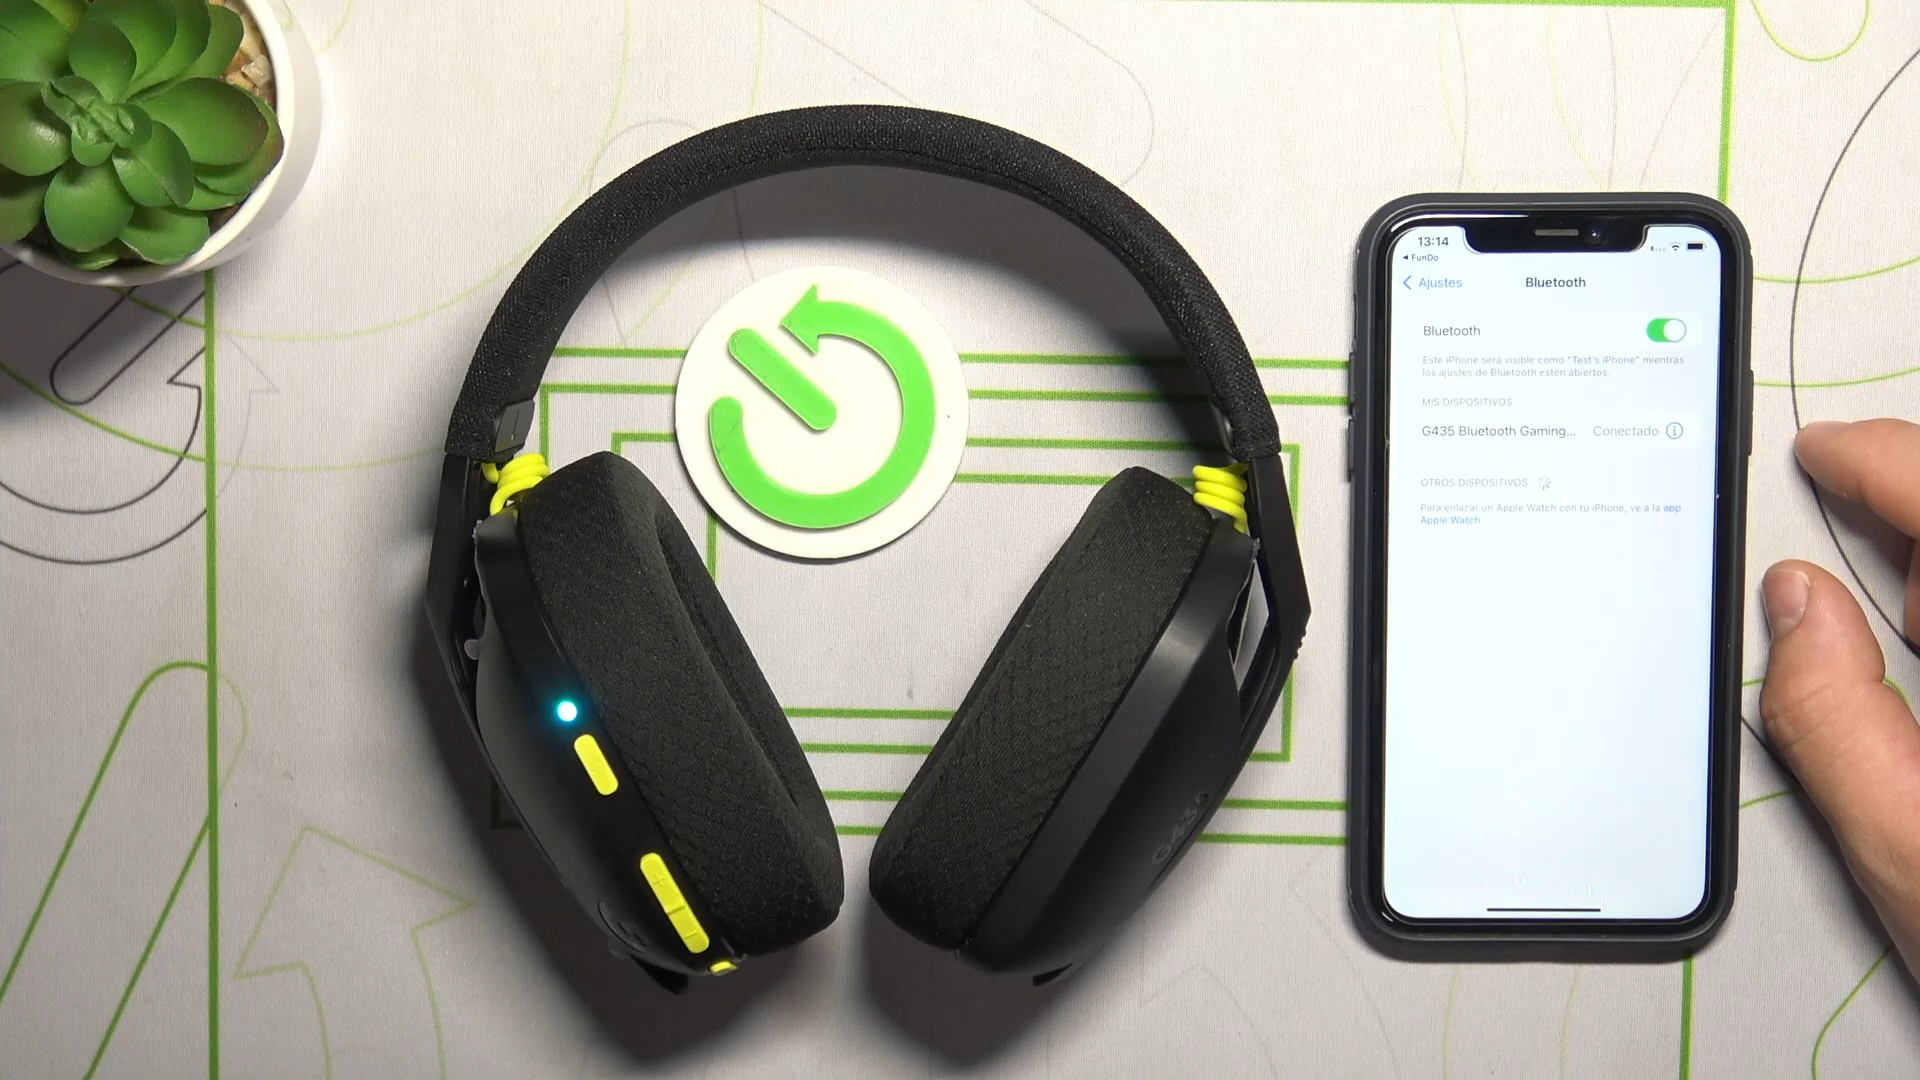 13:14
◀ FunDo
Ajustes
Bluetooth
Bluetooth
Este iPhone será visible como "Test's iPhone" mientras
los ajustes de Bluetooth estén abiertos.
MIS DISPOSITIVOS
G435 Bluetooth Gaming... Conectado
OTROS DISPOSITIVOS
Para enlazar un Apple Watch con tu iPhone, ve a la app
Apple Watch
G435